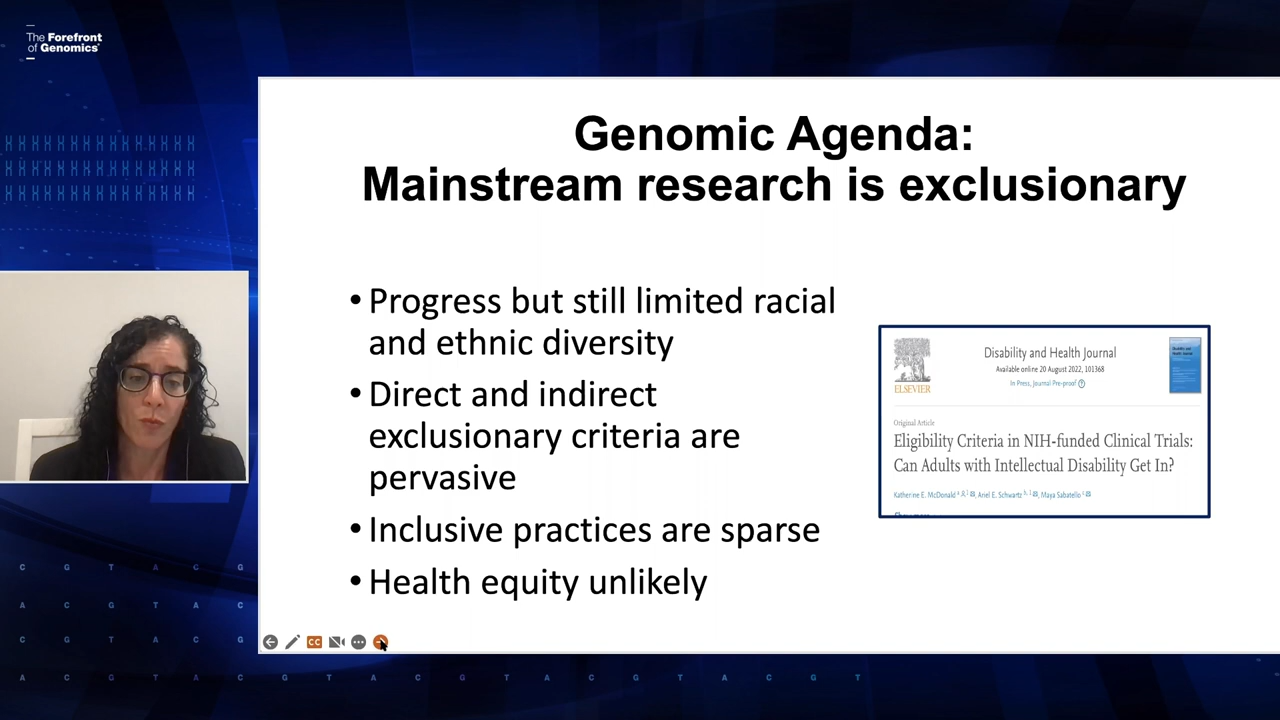 The Forefront
of Genomics®
Genomic Agenda:
Mainstream research is exclusionary
• Progress but still limited racial
and ethnic diversity
• Direct and indirect
exclusionary criteria are
pervasive
• Inclusive practices are sparse
• Health equity unlikely
ELSEVIER
Disability and Health Journal
Available online 20 August 2022, 101368
In Press, Journal Pre-proof
Original Article
Eligibility Criteria in NIH-funded Clinical Trials:
Can Adults with Intellectual Disability Get In?
Katherine E. McDonald, Ariel E. Schwartz, Maya Sabatello
CC
C G T A C G
A C G T A C
C G T A C G
A C G T A C G T A C G T A C G T A C G T